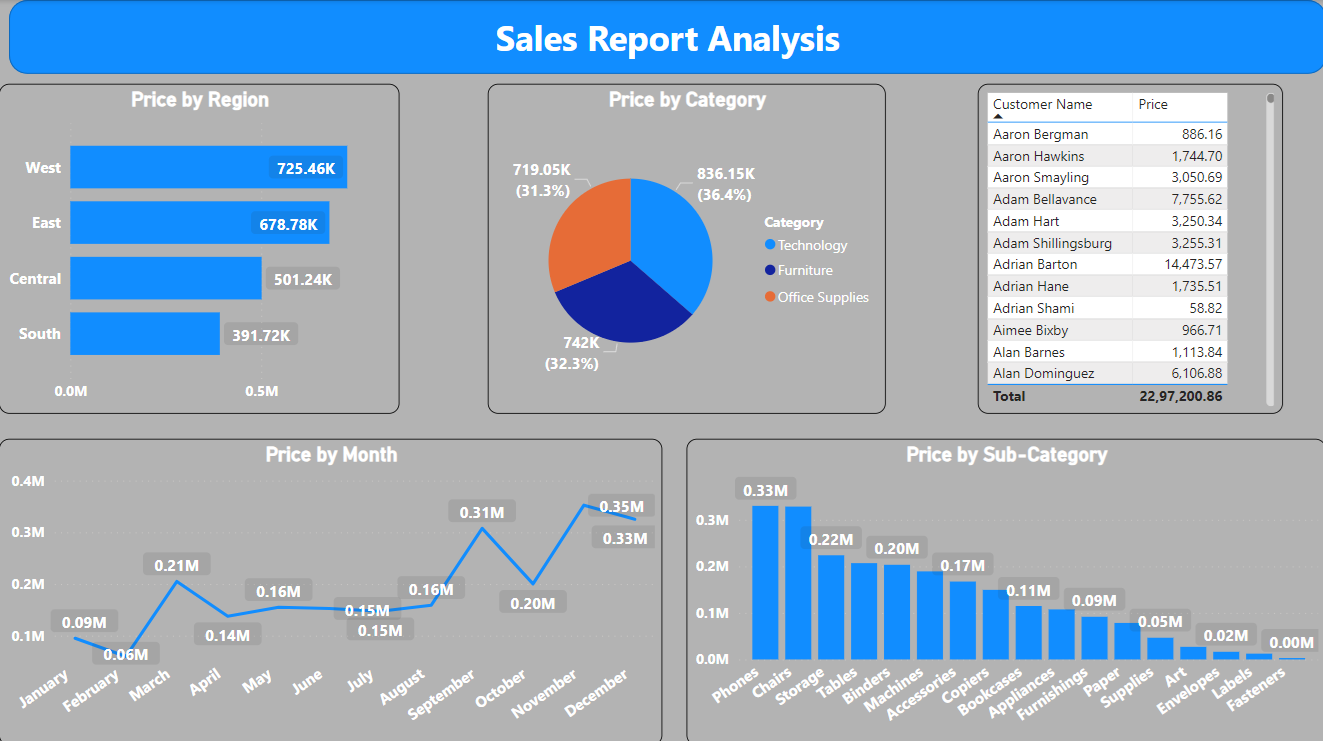 Sales Report Analysis
Price by Region
West 725.46K
East 678.78K
Central 501.24K
South 391.72K
0.0M 0.5M
Price by Category
719.05K
(31.3%)
836.15K
(36.4%)
742K
(32.3%)
Category
Technology
Furniture
Office Supplies
Customer Name Price
Aaron Bergman 886.16
Aaron Hawkins 1,744.70
Aaron Smayling 3,050.69
Adam Bellavance 7,755.62
Adam Hart 3,250.34
Adam Shillingsburg 3,255.31
Adrian Barton 14,473.57
Adrian Hane 1,735.51
Adrian Shami 58.82
Aimee Bixby 966.71
Alan Barnes 1,113.84
Alan Dominguez 6,106.88
Total 22,97,200.86
Price by Month
0.4M
0.3M
0.2M
0.1M
0.09M
0.06M
0.21M
0.14M
0.16M
0.15M
0.15M
0.16M
0.31M
0.20M
0.35M
0.33M
January
February
March
April
May
June
July
August
September
October
November
December
Price by Sub-Category
0.3M
0.2M
0.1M
0.0M
0.33M
0.22M
0.20M
0.17M
0.11M
0.09M
0.05M
0.02M
0.00M
Phones
Chairs
Storage
Tables
Binders
Machines
Accessories
Copiers
Bookcases
Appliances
Furnishings
Paper
Supplies
Art
Envelopes
Labels
Fasteners